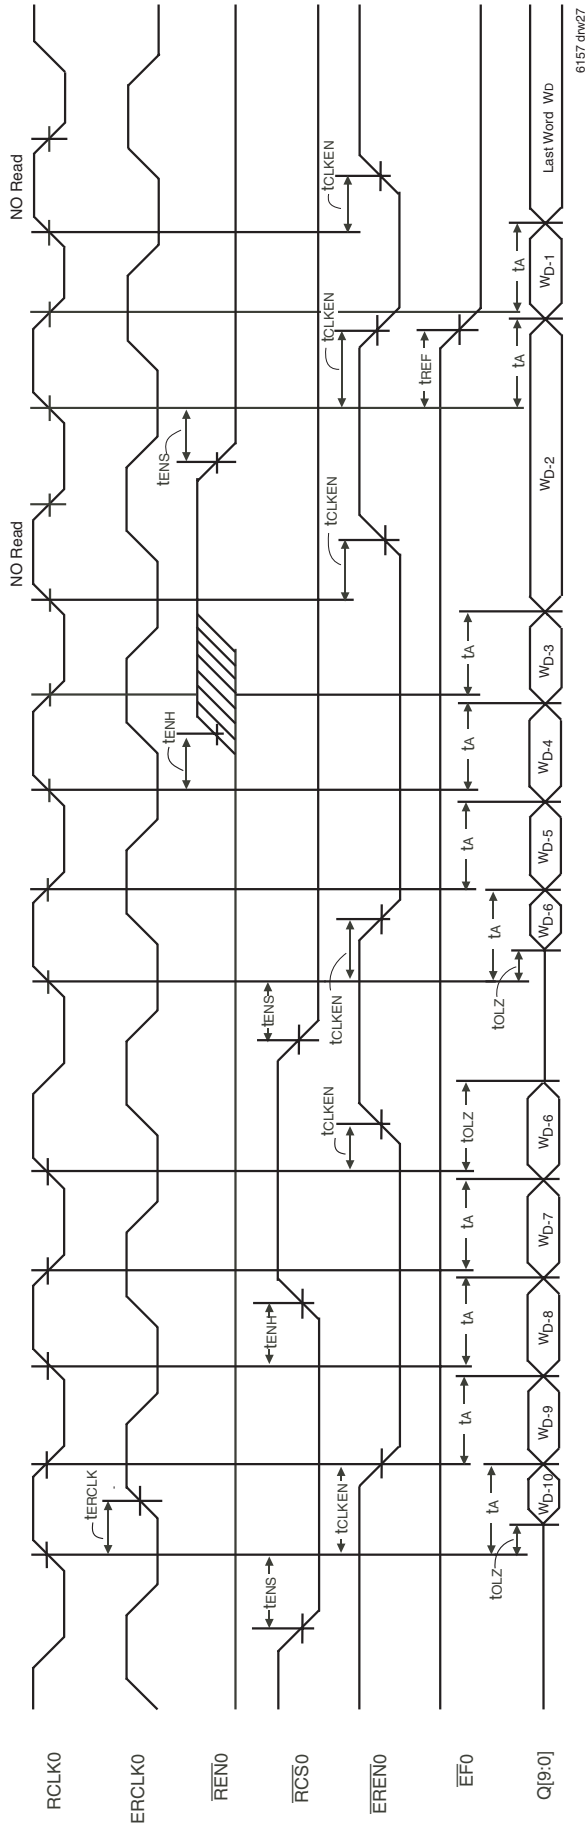 NO Read
NO Read
RCLK0
tERCLK
ERCLK0
tENH
tENS
REN0
tENS
tENH
tENS
RCS0
tCLKEN
tCLKEN
tCLKEN
tCLKEN
tCLKEN
tCLKEN
EREN0
tREF
EF0
tA
tA
tA
tOLZ
tA
tA
tA
tA
tA
tA
tA
tOLZ
tOLZ
Q[9:0]
WD-10
WD-9
WD-8
WD-7
WD-6
WD-6
WD-5
WD-4
WD-3
WD-2
WD-1
Last Word WD
6157 drw27